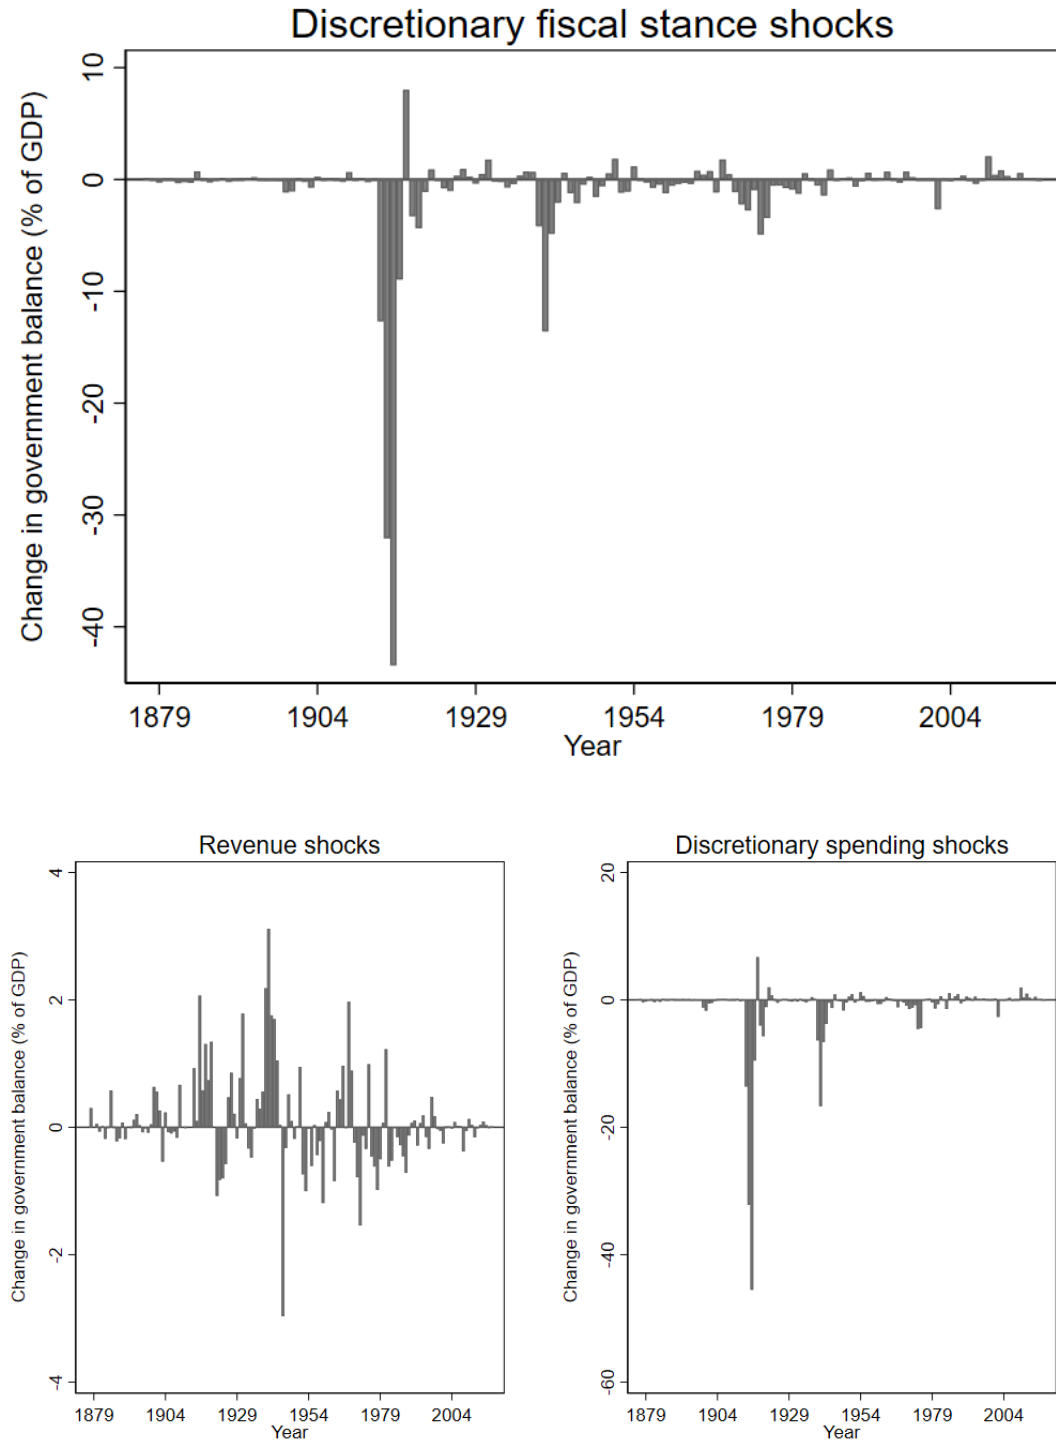 Discretionary fiscal stance shocks
Change in government balance (% of GDP)
10
0
-10
-20
-30
-40
1879 1904 1929 1954 1979 2004
Year
Revenue shocks
Change in government balance (% of GDP)
4
2
0
-2
-4
1879 1904 1929 1954 1979 2004
Year
Discretionary spending shocks
Change in government balance (% of GDP)
20
0
-20
-40
-60
1879 1904 1929 1954 1979 2004
Year